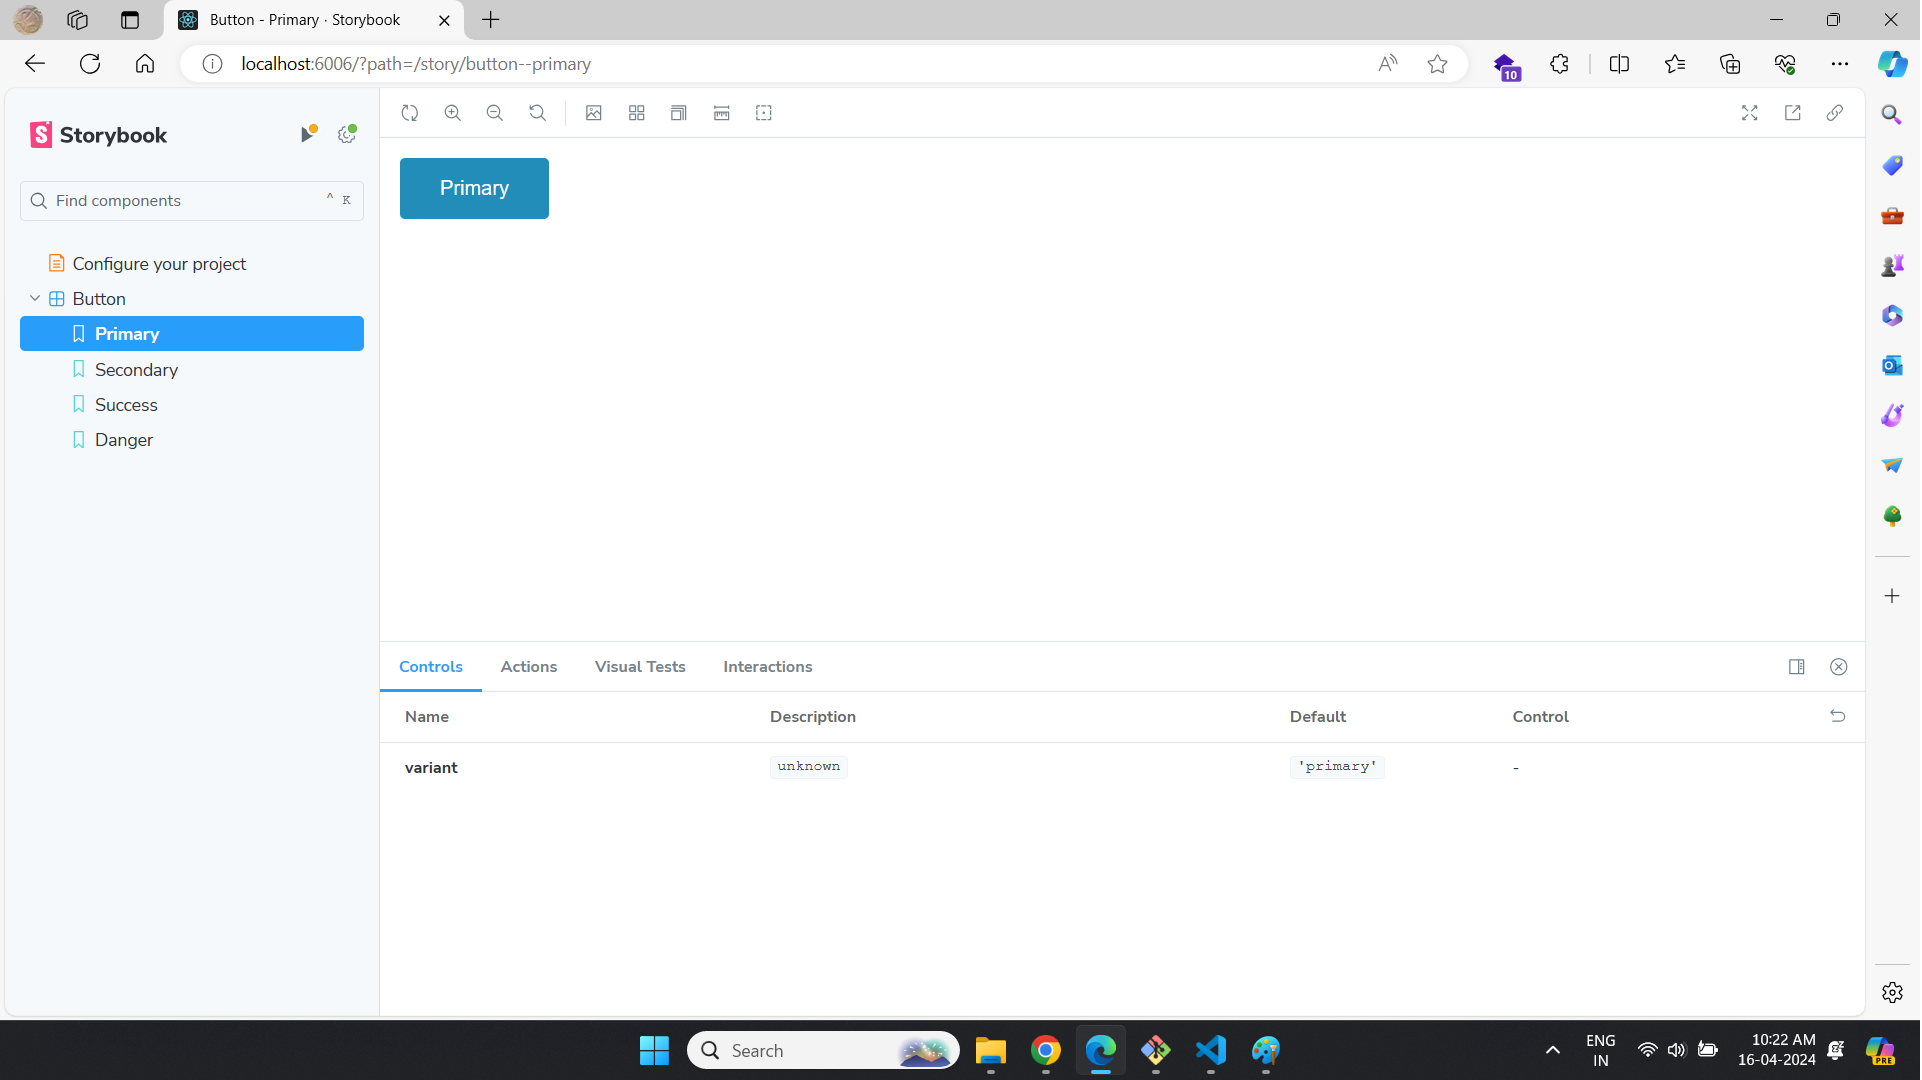 Button - Primary · Storybook
localhost:6006/?path=/story/button--primary
10
Storybook
Find components
^ K
Configure your project
Button
Primary
Secondary
Success
Danger
Primary
Controls Actions Visual Tests Interactions
Name Description Default Control
variant unknown 'primary' -
Search
ENG
IN
10:22 AM
16-04-2024
PRE